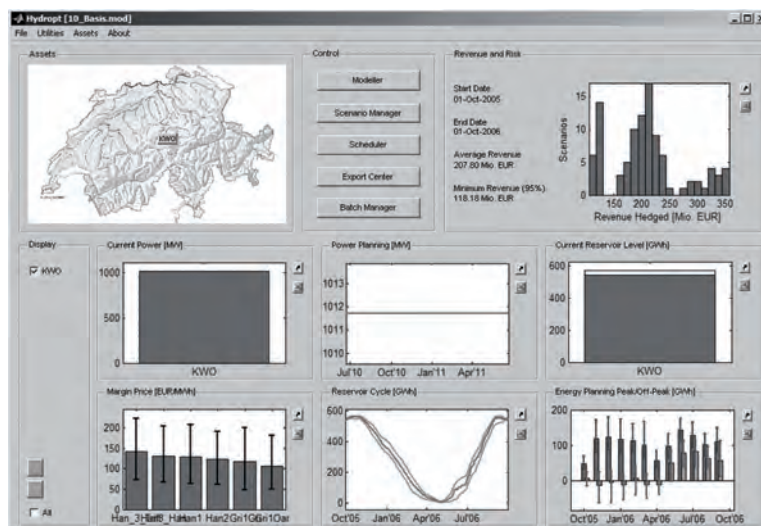 Hydropt [10_Basis.mod]
File Utilities Assets About
Assets
KWO
Control
Modeller
Scenario Manager
Scheduler
Export Center
Batch Manager
Revenue and Risk
Start Date
01-Oct-2005
End Date
01-Oct-2006
Average Revenue
207.80 Mio. EUR
Minimum Revenue (95%)
118.18 Mio. EUR
15
10
5
0
Scenarios
150 200 250 300 350
Revenue Hedged [Mio. EUR]
Display
KWO
All
Current Power [MW]
1000
500
0
KWO
Power Planning [MW]
1013
1012
1011
1010
Jul'10 Oct'10 Jan'11 Apr'11
Current Reservoir Level [GWh]
600
400
200
0
KWO
Margin Price [EUR/MWh]
200
150
100
50
0
Han1 Han2
Reservoir Cycle [GWh]
600
400
200
0
Oct'05 Jan'06 Apr'06 Jul'06
Energy Planning Peak/Off-Peak [GWh]
200
100
0
Oct'05 Jan'06 Apr'06 Jul'06 Oct'06